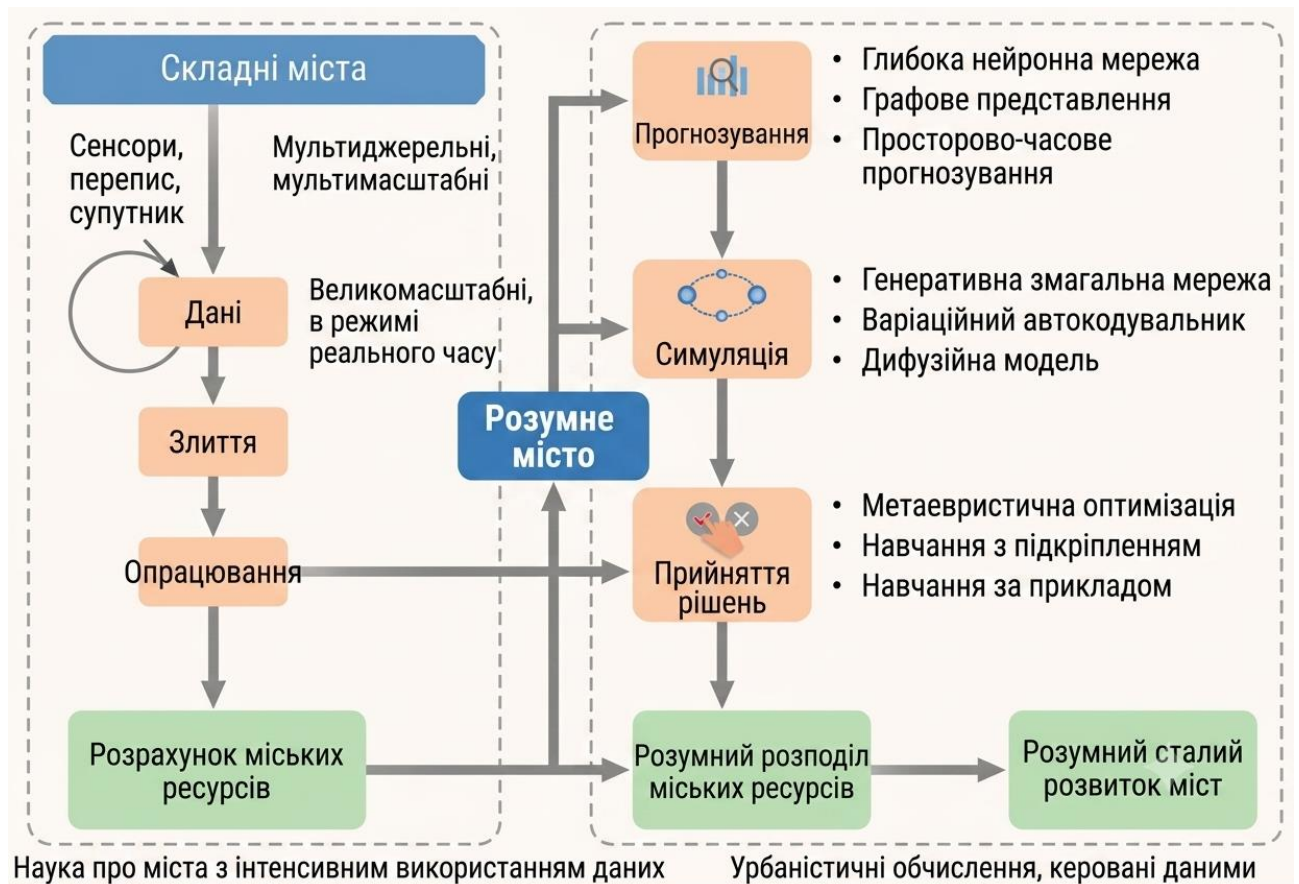 Складні міста
Сенсори,
перепис,
супутник
Мультиджерельні,
мультимасштабні
Дані
Великомасштабні,
в режимі
реального часу
Злиття
Опрацювання
Розрахунок міських
ресурсів
Розумне
місто
Прогнозування
• Глибока нейронна мережа
• Графове представлення
• Просторово-часове
прогнозування
Симуляція
• Генеративна змагальна мережа
• Варіаційний автокодувальник
• Дифузійна модель
Прийняття
рішень
• Метаевристична оптимізація
• Навчання з підкріпленням
• Навчання за прикладом
Розумний розподіл
міських ресурсів
Розумний сталий
розвиток міст
Наука про міста з інтенсивним використанням даних
Урбаністичні обчислення, керовані даними